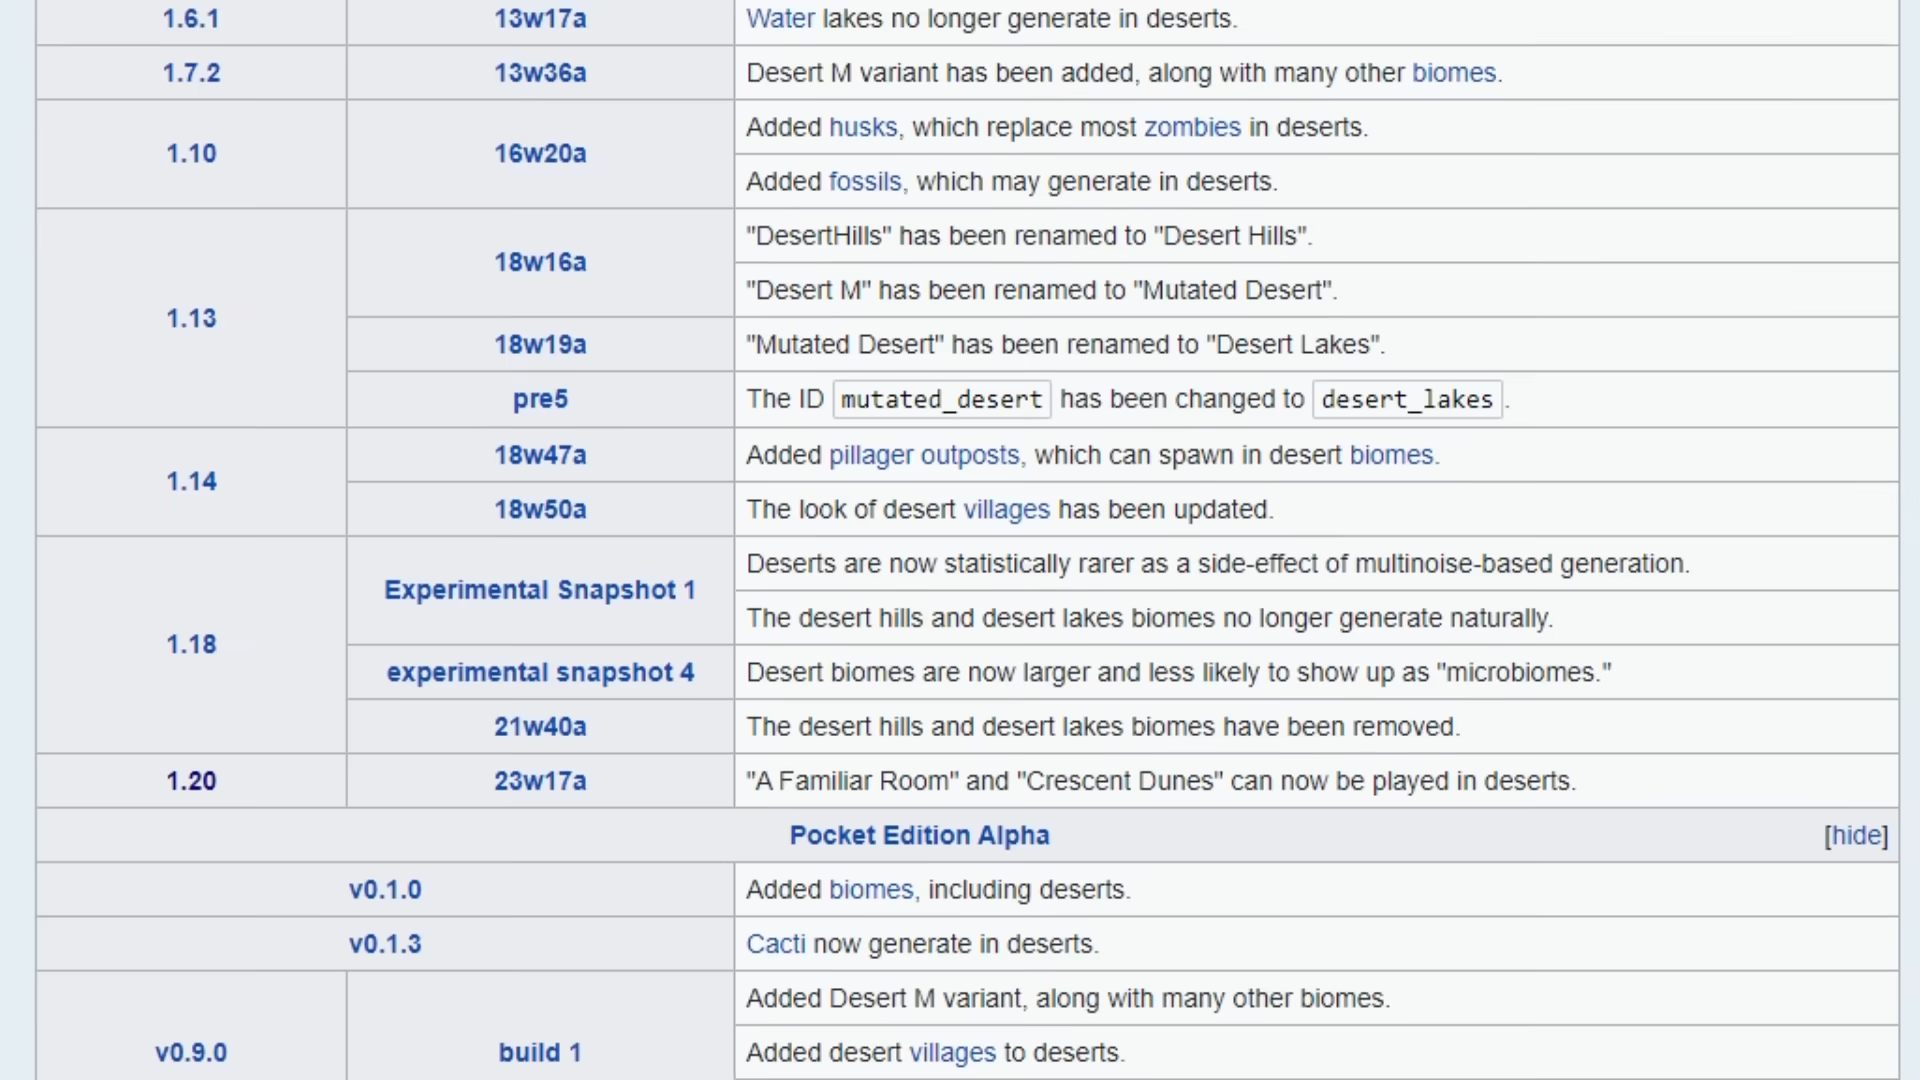 1.6.1 13w17a Water lakes no longer generate in deserts.
1.7.2 13w36a Desert M variant has been added, along with many other biomes.
1.10 16w20a Added husks, which replace most zombies in deserts.
Added fossils, which may generate in deserts.
1.13 18w16a "DesertHills" has been renamed to "Desert Hills".
"Desert M" has been renamed to "Mutated Desert".
18w19a "Mutated Desert" has been renamed to "Desert Lakes".
pre5 The ID mutated_desert has been changed to desert_lakes.
1.14 18w47a Added pillager outposts, which can spawn in desert biomes.
18w50a The look of desert villages has been updated.
1.18 Experimental Snapshot 1 Deserts are now statistically rarer as a side-effect of multinoise-based generation.
The desert hills and desert lakes biomes no longer generate naturally.
experimental snapshot 4 Desert biomes are now larger and less likely to show up as "microbiomes."
21w40a The desert hills and desert lakes biomes have been removed.
1.20 23w17a "A Familiar Room" and "Crescent Dunes" can now be played in deserts.
Pocket Edition Alpha [hide]
v0.1.0 Added biomes, including deserts.
v0.1.3 Cacti now generate in deserts.
v0.9.0 build 1 Added Desert M variant, along with many other biomes.
Added desert villages to deserts.